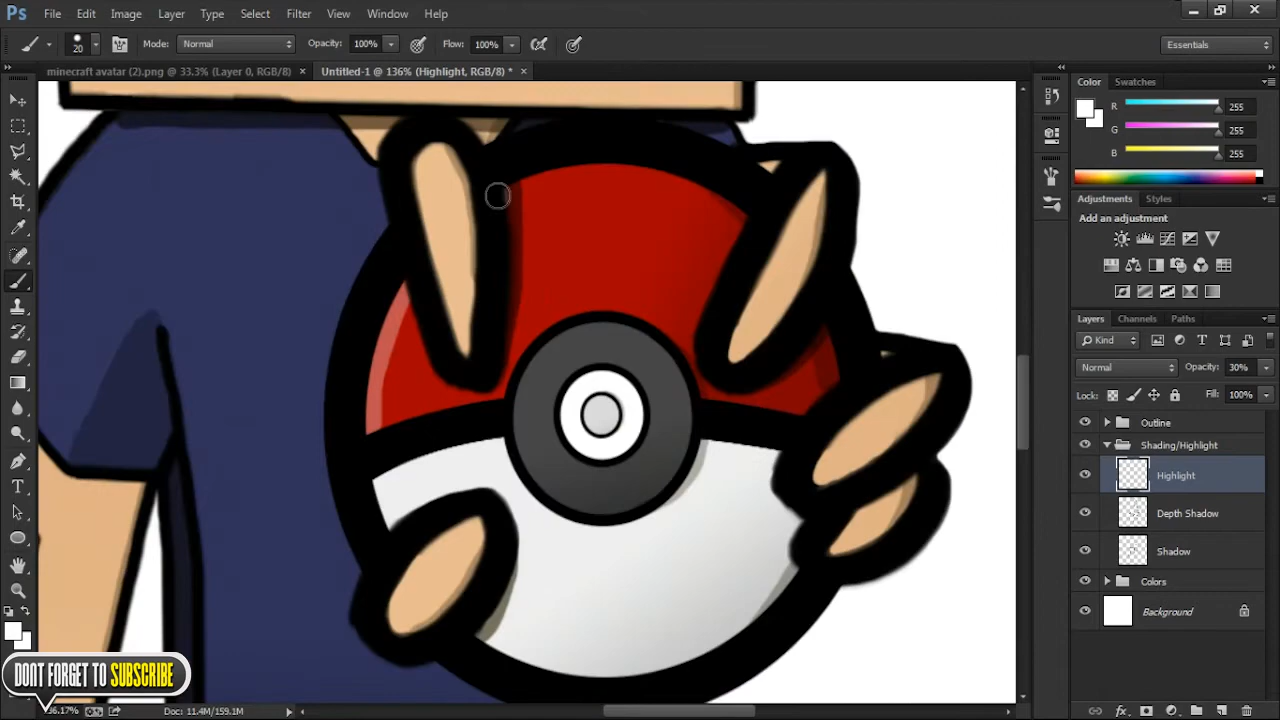 Ps File Edit Image Layer Type Select Filter View Window Help
20 Mode: Normal Opacity: 100% Flow: 100% Essentials
minecraft avatar (2).png @ 33.3% (Layer 0, RGB/8) × Untitled-1 @ 136% (Highlight, RGB/8) * ×
Color Swatches
R 255
G 255
B 255
Adjustments Styles
Add an adjustment
Layers Channels Paths
Kind
Normal Opacity: 30%
Lock: Fill: 100%
Outline
Shading/Highlight
Highlight
Depth Shadow
Shadow
Colors
Background
DONT FORGET TO SUBSCRIBE
Doc: 11.4M/159.1M